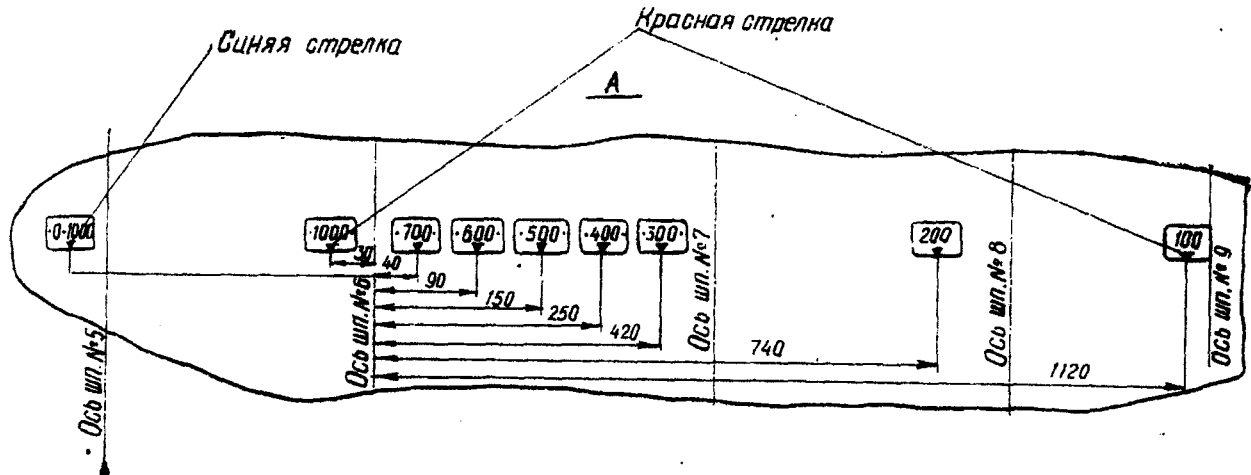 Синяя стрелка
Красная стрелка
А
·0-1000·
·1000·
·700·
·600·
·500·
·400·
·300·
200
100
30
40
90
150
250
420
740
1120
Ось шп.№5
Ось шп.№6
Ось шп.№7
Ось шп.№8
Ось шп.№9